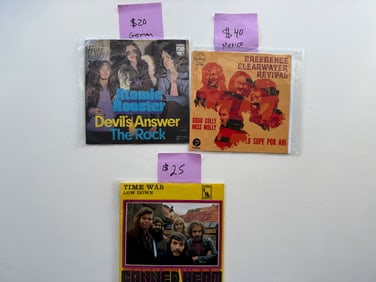 $20
German
$40
Mexico
Atomic
Rooster
Devil's Answer
The Rock
CREEDENCE
CLEARWATER
REVIVAL
GOOD GOLLY
MISS MOLLY
LO SUPE POR AHI
$25
TIME WAS
LOW DOWN
CANNED HEAT